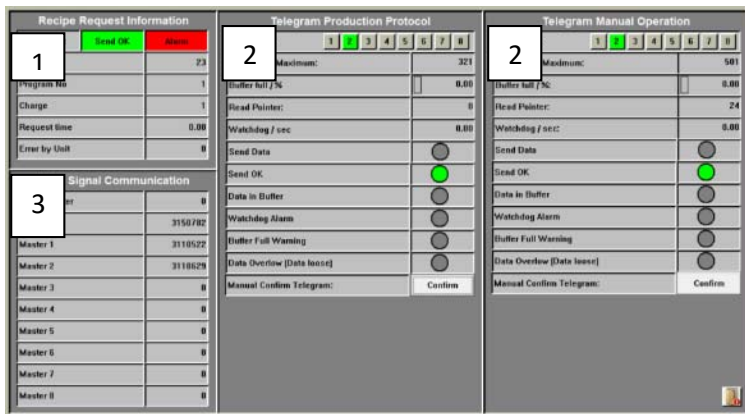 Recipe Request Information
Send OK Alarm
1
23
Program No 1
Charge 1
Request time 0.00
Error by Unit 0
Signal Communication
3
0
3150782
Master 1 3110522
Master 2 3110629
Master 3 0
Master 4 0
Master 5 0
Master 6 0
Master 7 0
Master 8 0
Telegram Production Protocol
2
1 2 3 4 5 6 7 8
Maximum: 321
Buffer full / % 0.00
Read Pointer: 0
Watchdog / sec 0.00
Send Data
Send OK
Data in Buffer
Watchdog Alarm
Buffer Full Warning
Data Overlow (Data loose)
Manual Confirm Telegram: Confirm
Telegram Manual Operation
2
1 2 3 4 5 6 7 8
Maximum: 501
Buffer full / %: 0.00
Read Pointer: 24
Watchdog / sec: 0.00
Send Data
Send OK
Data in Buffer
Watchdog Alarm
Buffer Full Warning
Data Overlow (Data loose)
Manual Confirm Telegram: Confirm